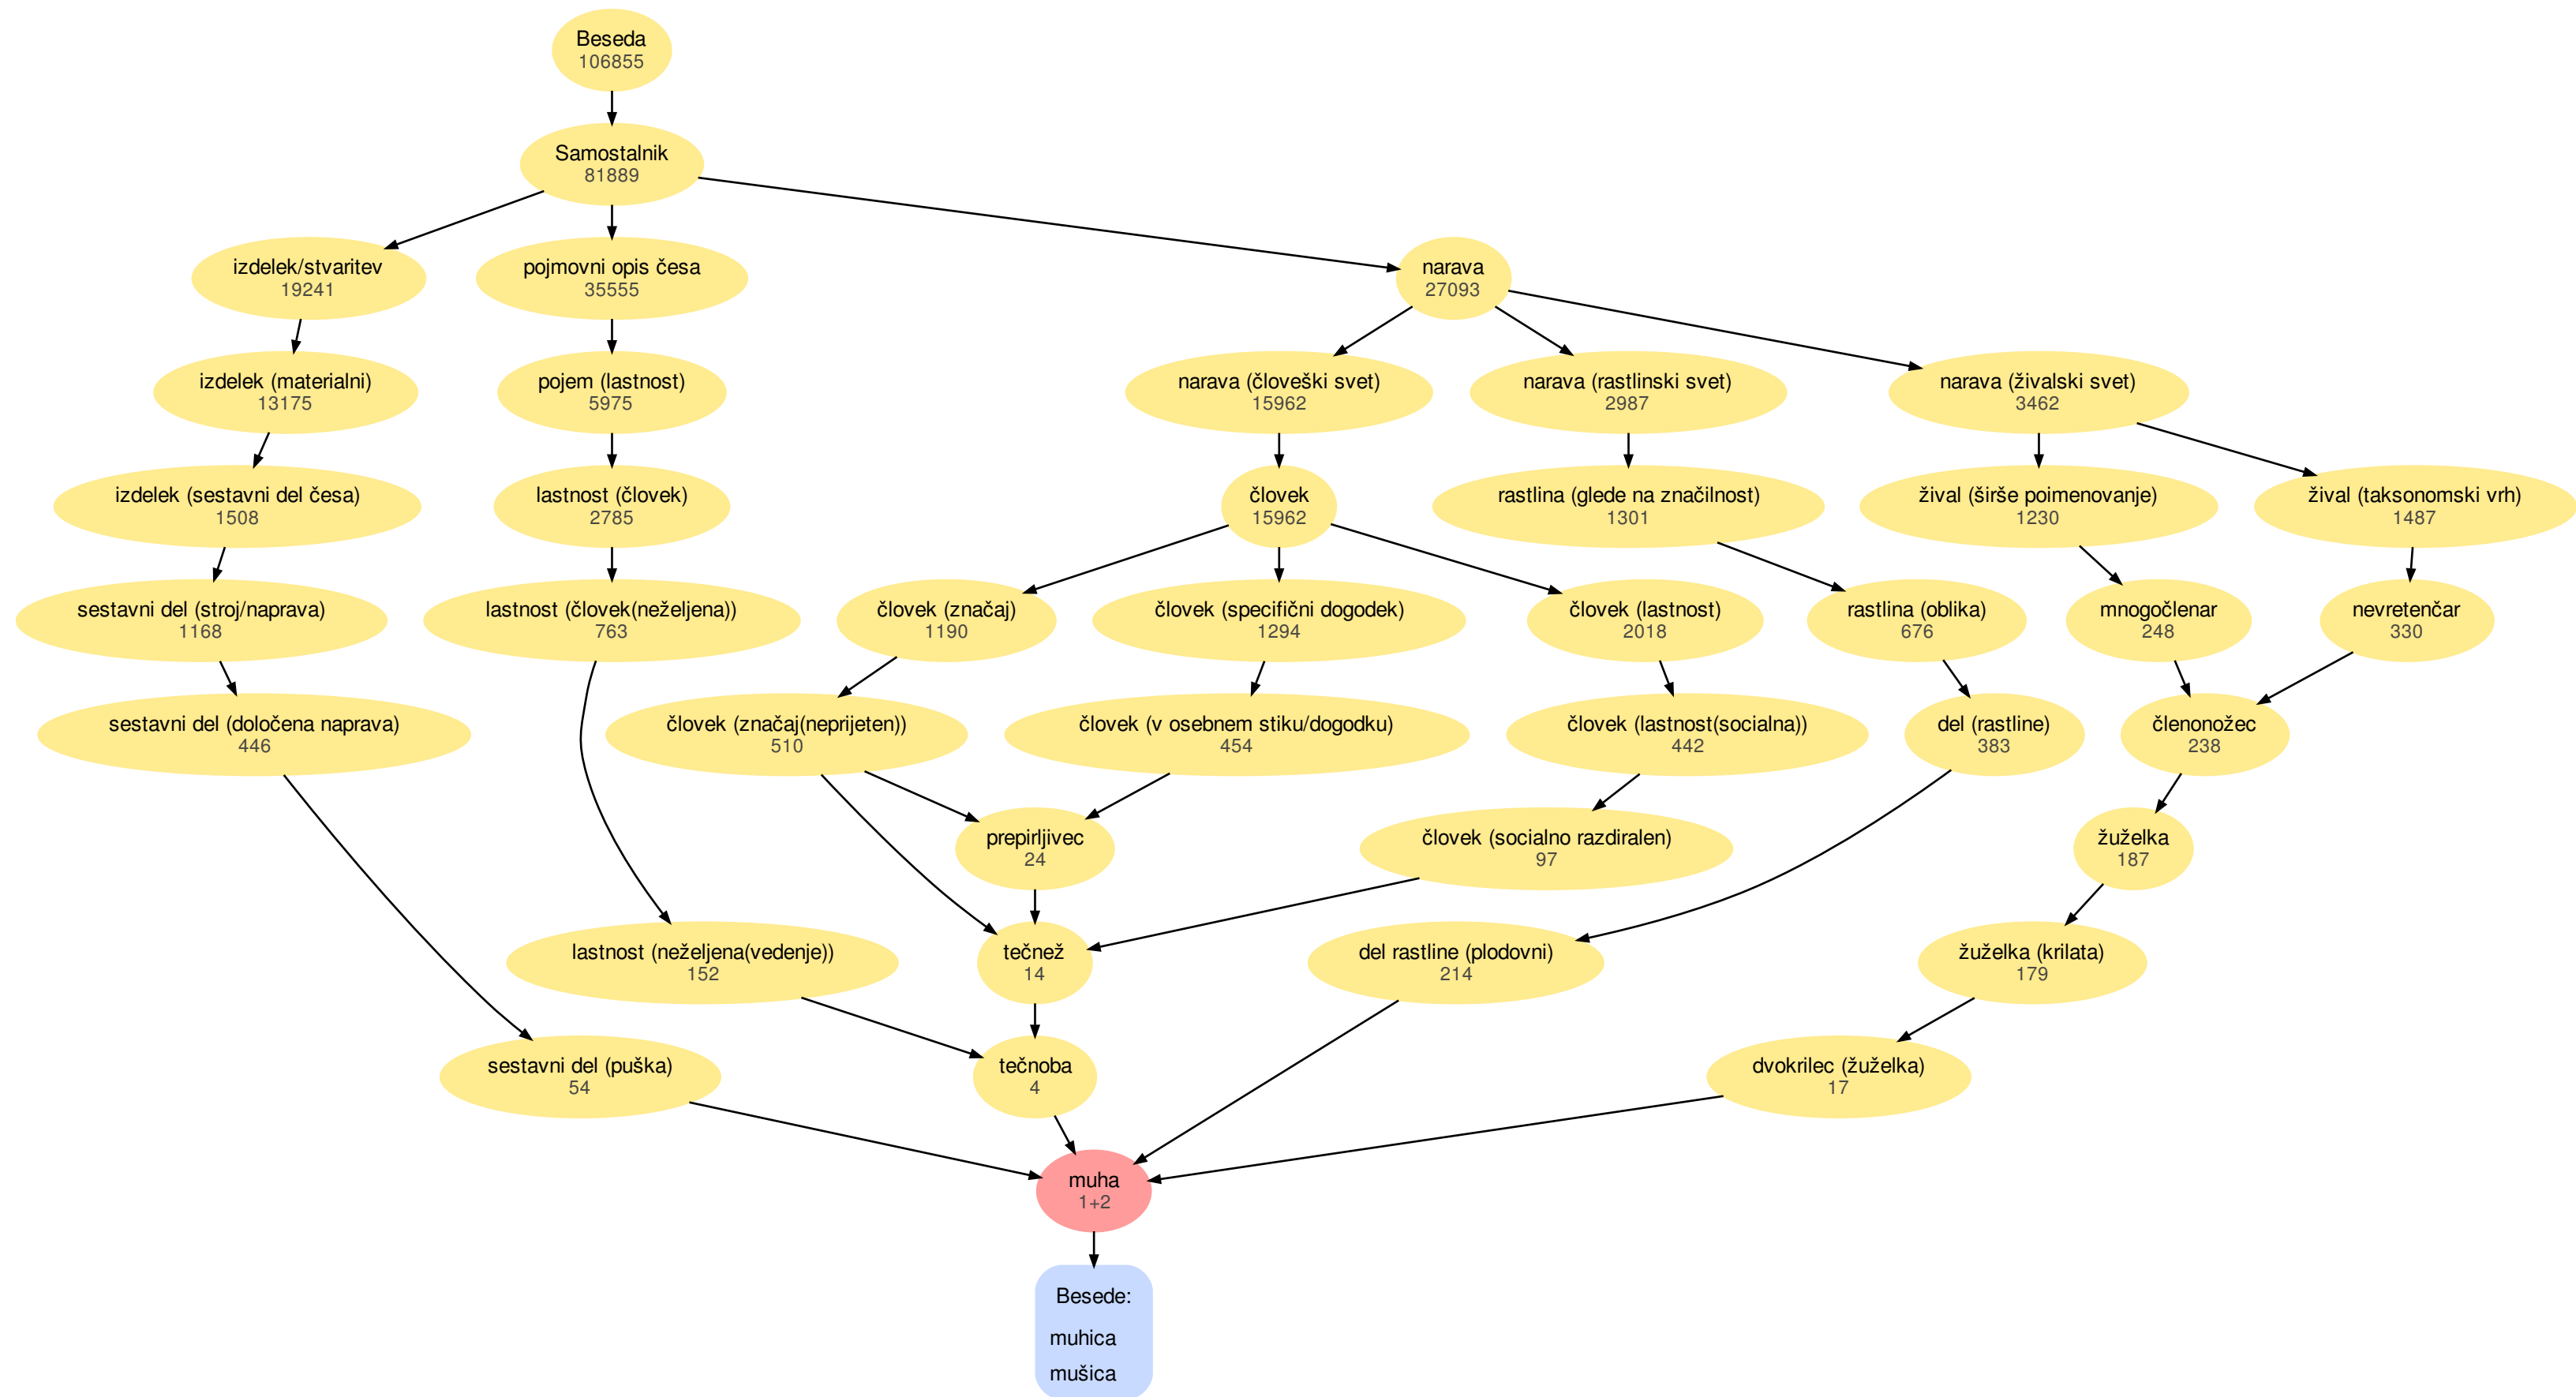 Beseda
106855
Samostalnik
81889
izdelek/stvaritev
19241
pojmovni opis česa
35555
narava
27093
izdelek (materialni)
13175
pojem (lastnost)
5975
narava (človeški svet)
15962
narava (rastlinski svet)
2987
narava (živalski svet)
3462
izdelek (sestavni del česa)
1508
lastnost (človek)
2785
človek
15962
rastlina (glede na značilnost)
1301
žival (širše poimenovanje)
1230
žival (taksonomski vrh)
1487
sestavni del (stroj/naprava)
1168
lastnost (človek(neželjena))
763
človek (značaj)
1190
človek (specifični dogodek)
1294
človek (lastnost)
2018
rastlina (oblika)
676
mnogočlenar
248
nevretenčar
330
sestavni del (določena naprava)
446
človek (značaj(neprijeten))
510
človek (v osebnem stiku/dogodku)
454
človek (lastnost(socialna))
442
del (rastline)
383
členonožec
238
prepirljivec
24
človek (socialno razdiralen)
97
žuželka
187
lastnost (neželjena(vedenje))
152
tečnež
14
del rastline (plodovni)
214
žuželka (krilata)
179
sestavni del (puška)
54
tečnoba
4
dvokrilec (žuželka)
17
muha
1+2
Besede:
muhica
mušica